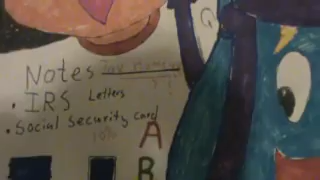 Notes
• IRS Letters
• Social Security card
A
B